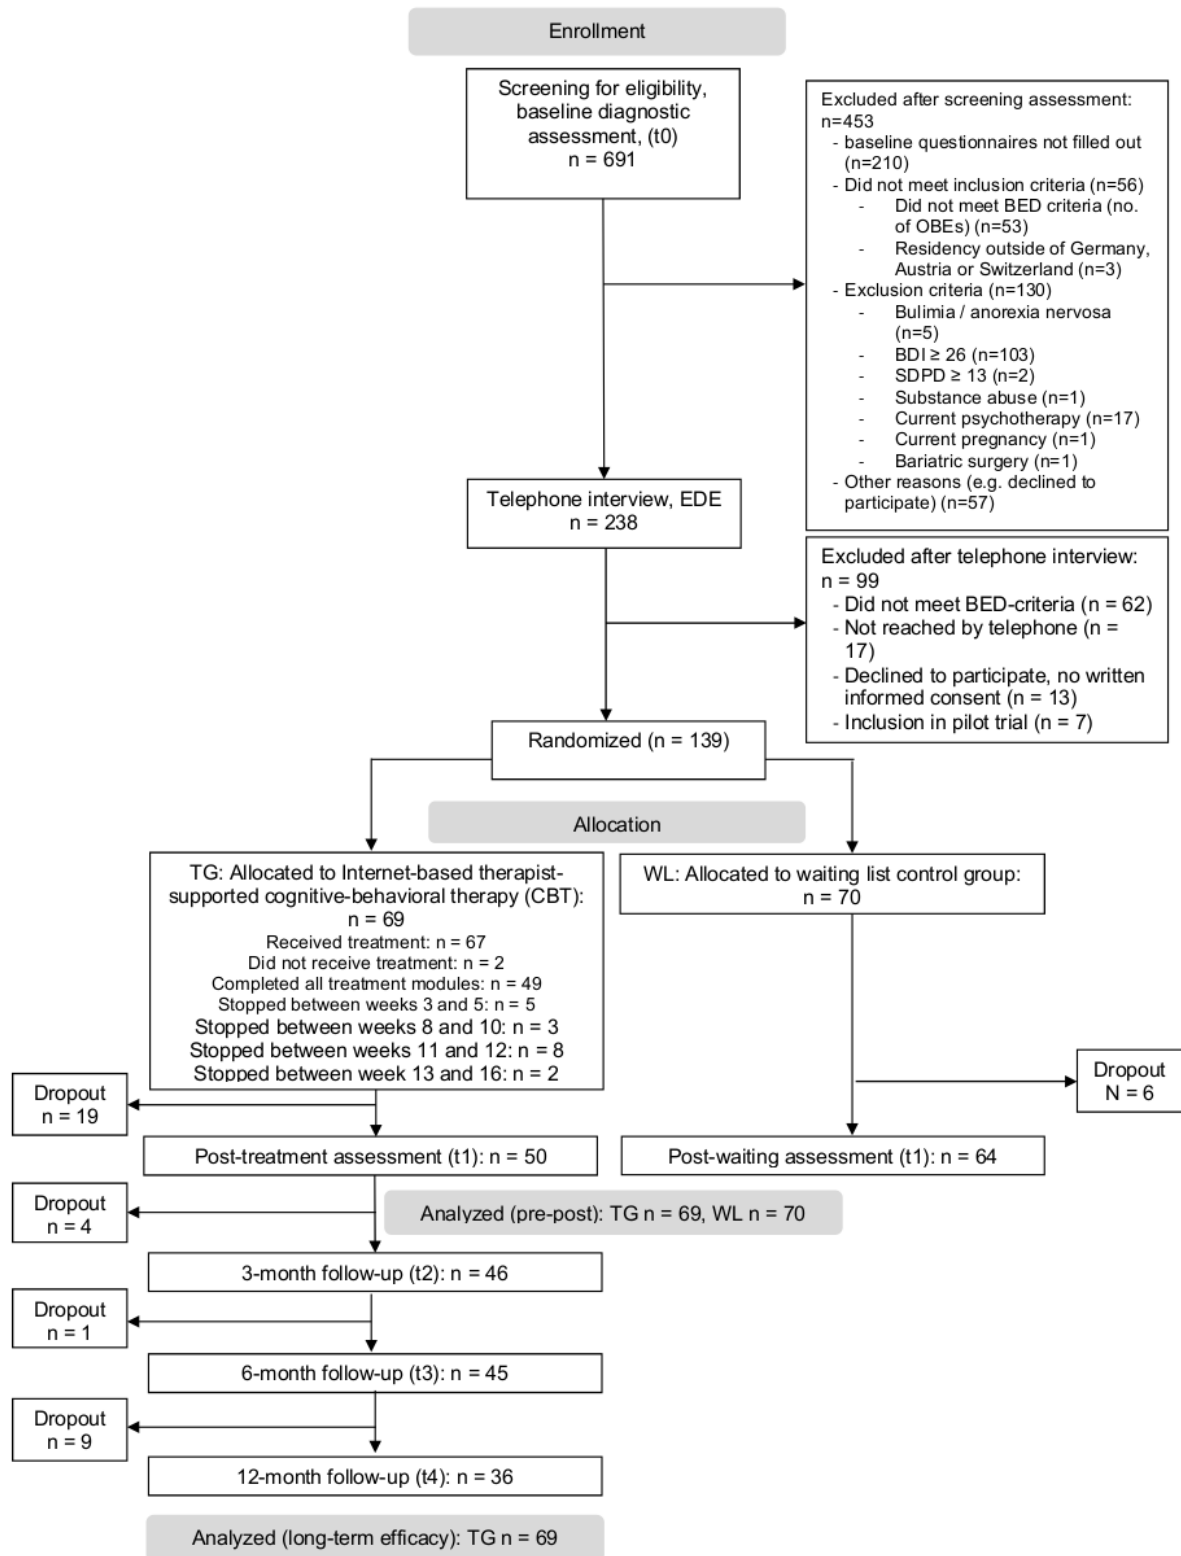 Enrollment
Screening for eligibility,
baseline diagnostic
assessment, (t0)
n = 691
Excluded after screening assessment:
n=453
- baseline questionnaires not filled out
(n=210)
- Did not meet inclusion criteria (n=56)
- Did not meet BED criteria (no.
of OBEs) (n=53)
- Residency outside of Germany,
Austria or Switzerland (n=3)
- Exclusion criteria (n=130)
- Bulimia / anorexia nervosa
(n=5)
- BDI ≥ 26 (n=103)
- SDPD ≥ 13 (n=2)
- Substance abuse (n=1)
- Current psychotherapy (n=17)
- Current pregnancy (n=1)
- Bariatric surgery (n=1)
- Other reasons (e.g. declined to
participate) (n=57)
Telephone interview, EDE
n = 238
Excluded after telephone interview:
n = 99
- Did not meet BED-criteria (n = 62)
- Not reached by telephone (n =
17)
- Declined to participate, no written
informed consent (n = 13)
- Inclusion in pilot trial (n = 7)
Randomized (n = 139)
Allocation
TG: Allocated to Internet-based therapist-
supported cognitive-behavioral therapy (CBT):
n = 69
Received treatment: n = 67
Did not receive treatment: n = 2
Completed all treatment modules: n = 49
Stopped between weeks 3 and 5: n = 5
Stopped between weeks 8 and 10: n = 3
Stopped between weeks 11 and 12: n = 8
Stopped between week 13 and 16: n = 2
WL: Allocated to waiting list control group:
n = 70
Dropout
n = 19
Dropout
N = 6
Post-treatment assessment (t1): n = 50
Post-waiting assessment (t1): n = 64
Dropout
n = 4
Analyzed (pre-post): TG n = 69, WL n = 70
3-month follow-up (t2): n = 46
Dropout
n = 1
6-month follow-up (t3): n = 45
Dropout
n = 9
12-month follow-up (t4): n = 36
Analyzed (long-term efficacy): TG n = 69